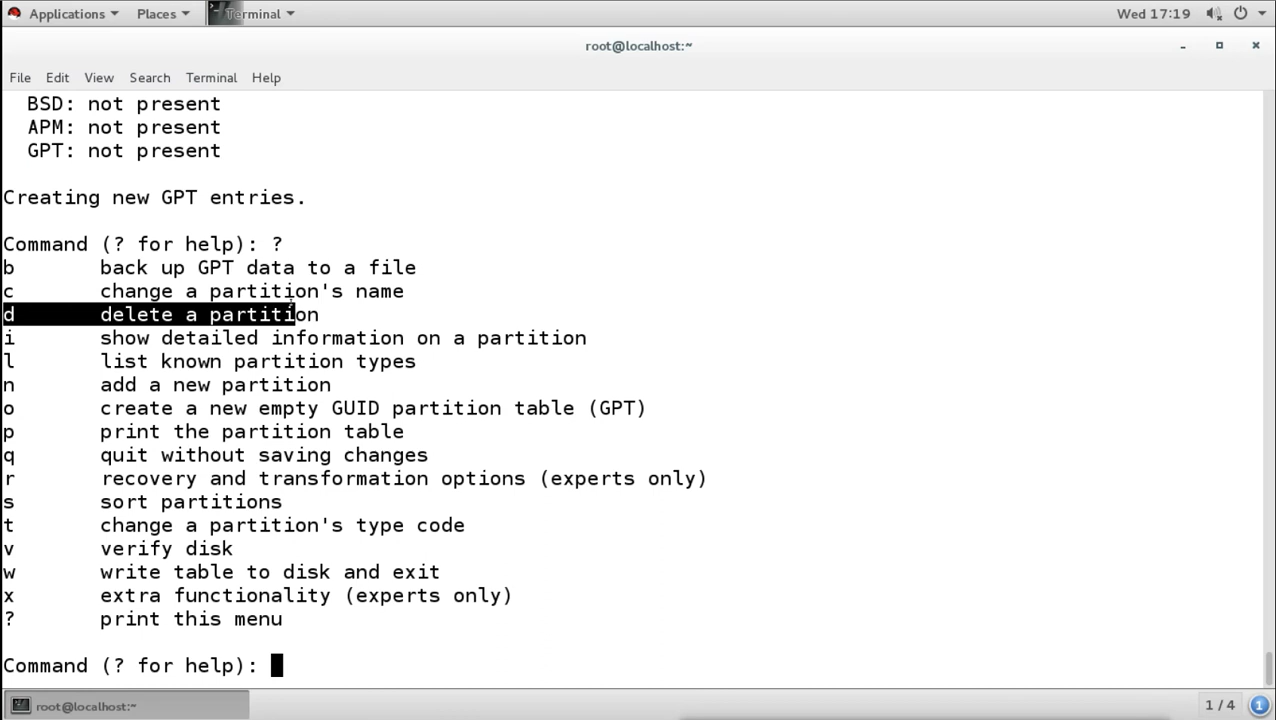 Applications Places Terminal Wed 17:19
root@localhost:~
File Edit View Search Terminal Help
BSD: not present
APM: not present
GPT: not present
Creating new GPT entries.
Command (? for help): ?
b back up GPT data to a file
c change a partition's name
d delete a partition
i show detailed information on a partition
l list known partition types
n add a new partition
o create a new empty GUID partition table (GPT)
p print the partition table
q quit without saving changes
r recovery and transformation options (experts only)
s sort partitions
t change a partition's type code
v verify disk
w write table to disk and exit
x extra functionality (experts only)
? print this menu
Command (? for help):
root@localhost:~ 1 / 4 1